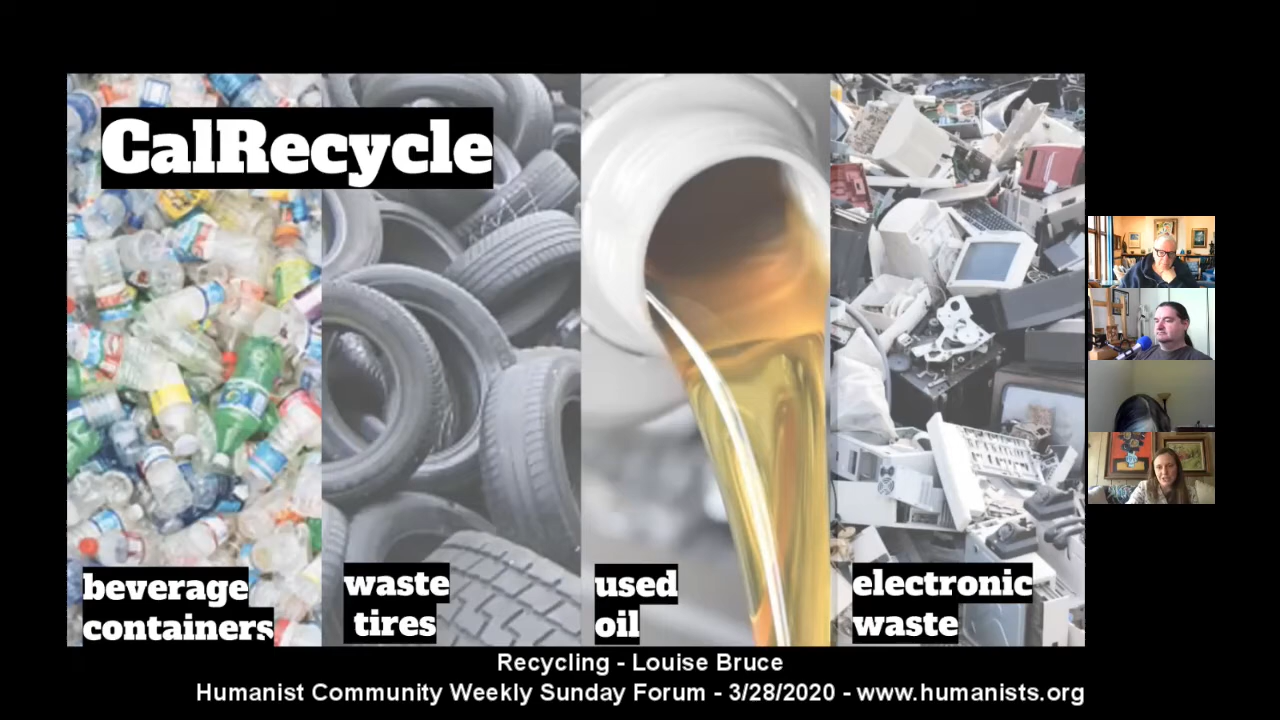 CalRecycle
beverage
containers
waste
tires
used
oil
electronic
waste
Recycling - Louise Bruce
Humanist Community Weekly Sunday Forum - 3/28/2020 - www.humanists.org